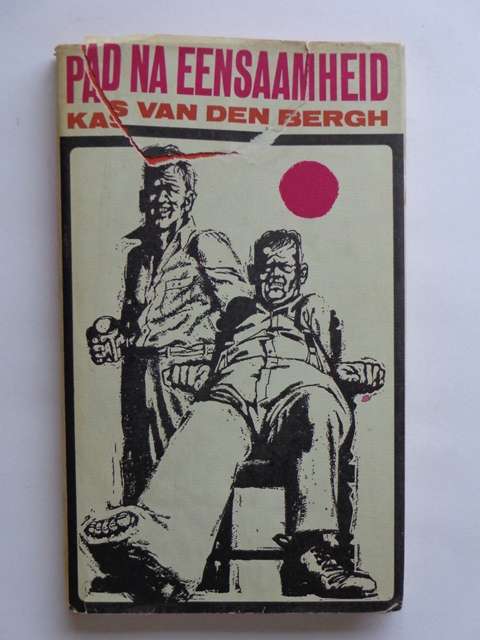 PAD NA EENSAAMHEID
KAS VAN DEN BERGH